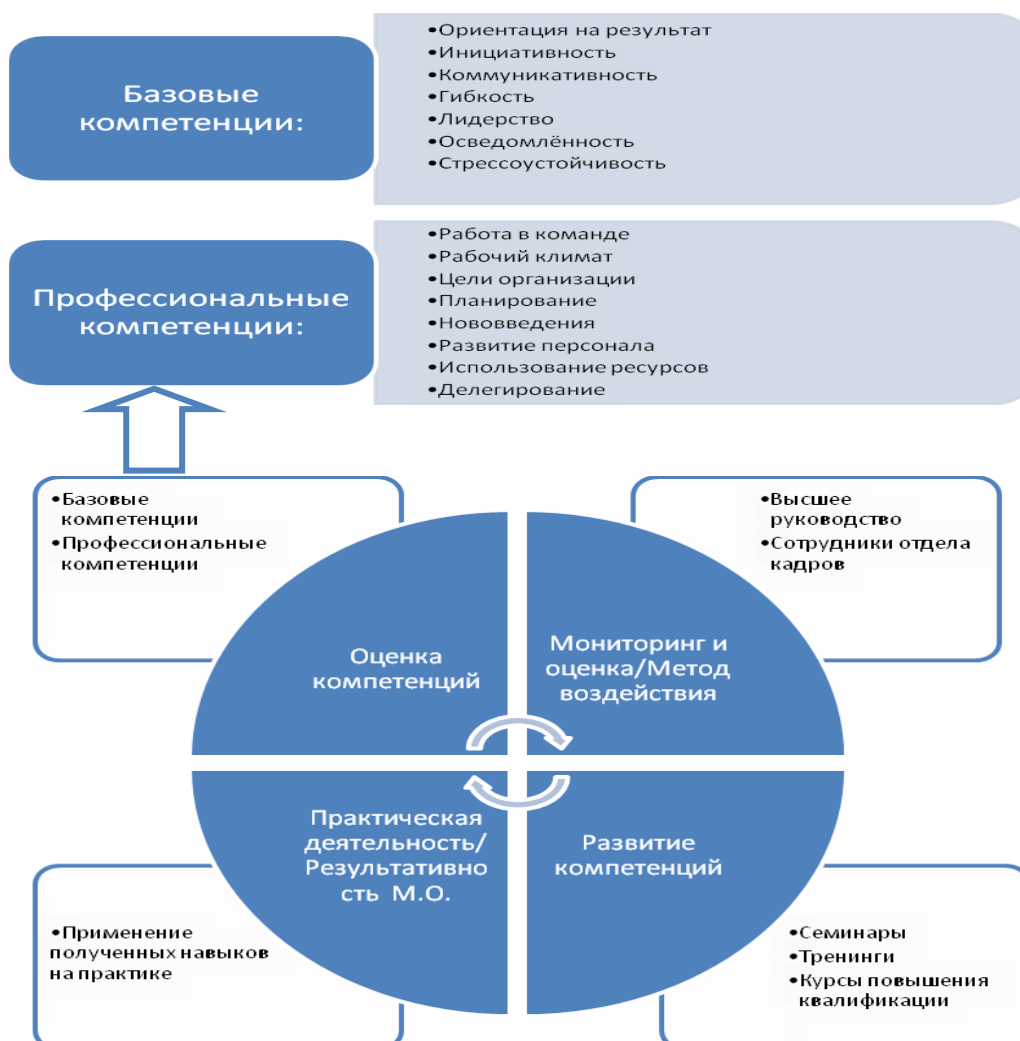 Базовые
компетенции:
•Ориентация на результат
•Инициативность
•Коммуникативность
•Гибкость
•Лидерство
•Осведомлённость
•Стрессоустойчивость
Профессиональные
компетенции:
•Работа в команде
•Рабочий климат
•Цели организации
•Планирование
•Нововведения
•Развитие персонала
•Использование ресурсов
•Делегирование
•Базовые
компетенции
•Профессиональные
компетенции
•Высшее
руководство
•Сотрудники отдела
кадров
Оценка
компетенций
Мониторинг и
оценка/Метод
воздействия
Практическая
деятельность/
Результативно
сть М.О.
Развитие
компетенций
•Применение
полученных навыков
на практике
•Семинары
•Тренинги
•Курсы повышения
квалификации